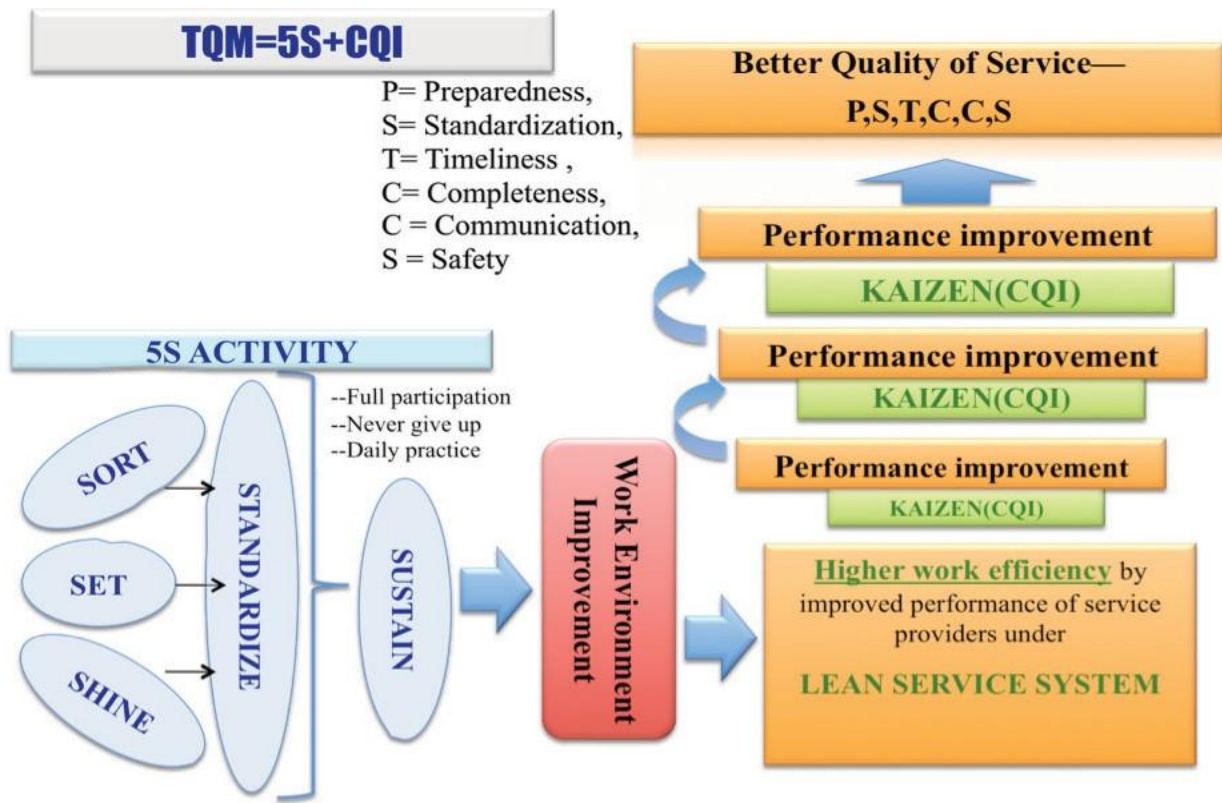 TQM=5S+CQI
P= Preparedness,
S= Standardization,
T= Timeliness ,
C= Completeness,
C = Communication,
S = Safety
Better Quality of Service—
P,S,T,C,C,S
Performance improvement
KAIZEN(CQI)
Performance improvement
KAIZEN(CQI)
Performance improvement
KAIZEN(CQI)
5S ACTIVITY
--Full participation
--Never give up
--Daily practice
SORT
SET
SHINE
STANDARDIZE
SUSTAIN
Work Environment
Improvement
Higher work efficiency by
improved performance of service
providers under
LEAN SERVICE SYSTEM